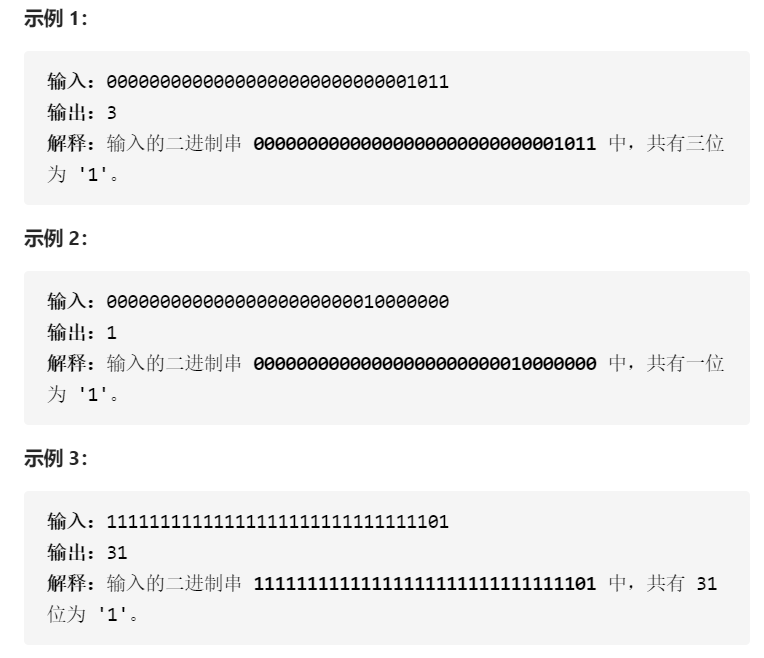 示例 1：
输入：00000000000000000000000000001011
输出：3
解释：输入的二进制串 00000000000000000000000000001011 中，共有三位
为 '1'。
示例 2：
输入：00000000000000000000000010000000
输出：1
解释：输入的二进制串 00000000000000000000000010000000 中，共有一位
为 '1'。
示例 3：
输入：11111111111111111111111111111101
输出：31
解释：输入的二进制串 11111111111111111111111111111101 中，共有 31
位为 '1'。